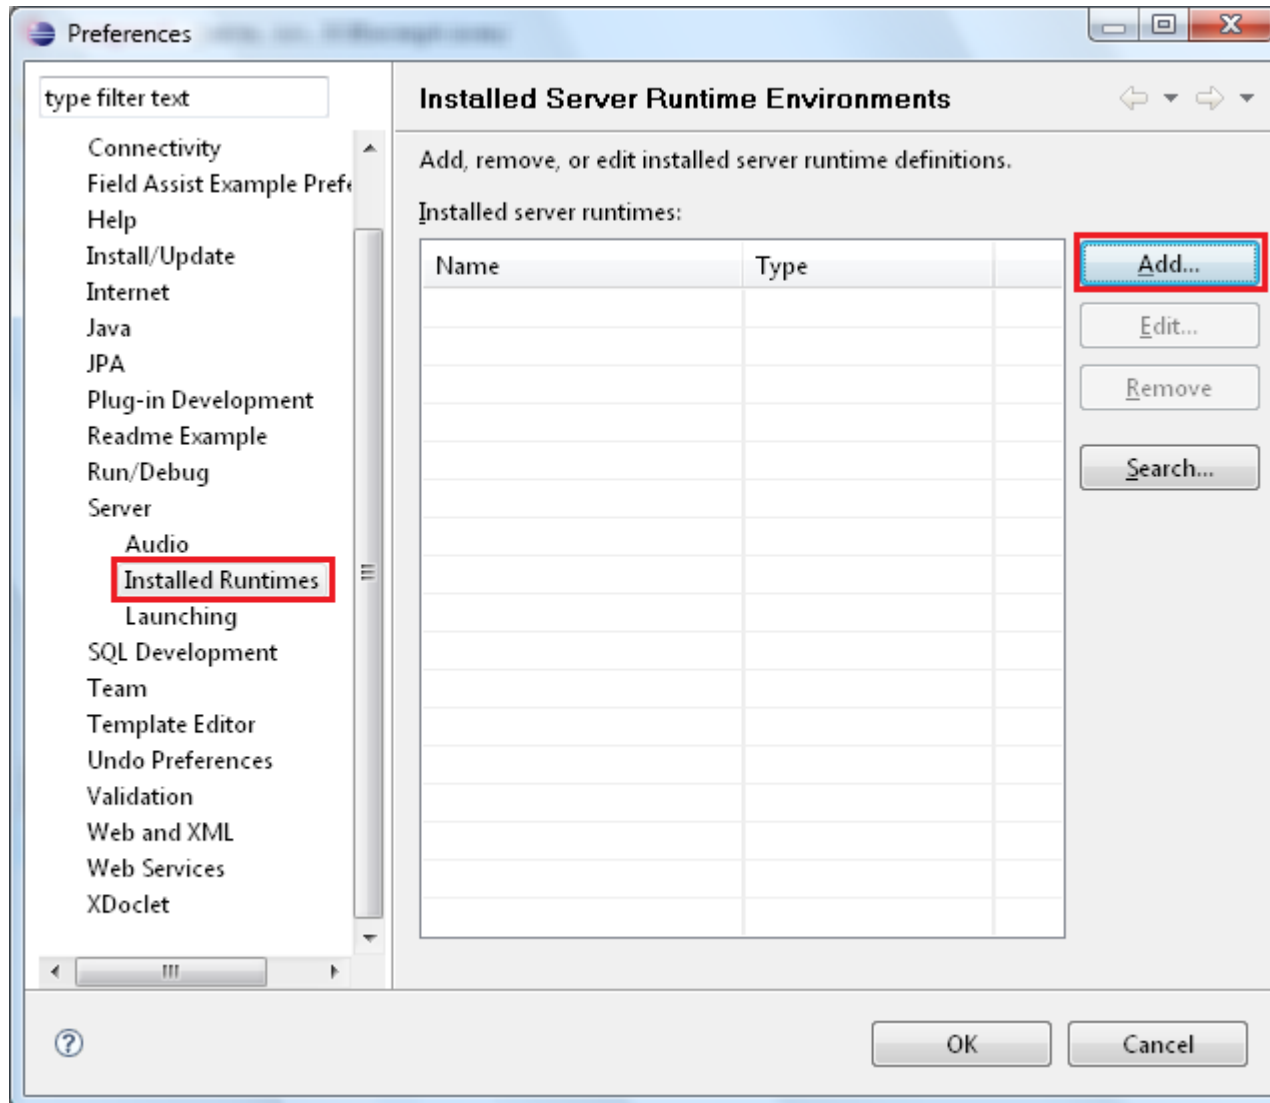 Preferences
type filter text
Connectivity
Field Assist Example Prefe
Help
Install/Update
Internet
Java
JPA
Plug-in Development
Readme Example
Run/Debug
Server
Audio
Installed Runtimes
Launching
SQL Development
Team
Template Editor
Undo Preferences
Validation
Web and XML
Web Services
XDoclet
Installed Server Runtime Environments
Add, remove, or edit installed server runtime definitions.
Installed server runtimes:
Name Type
Add...
Edit...
Remove
Search...
OK Cancel